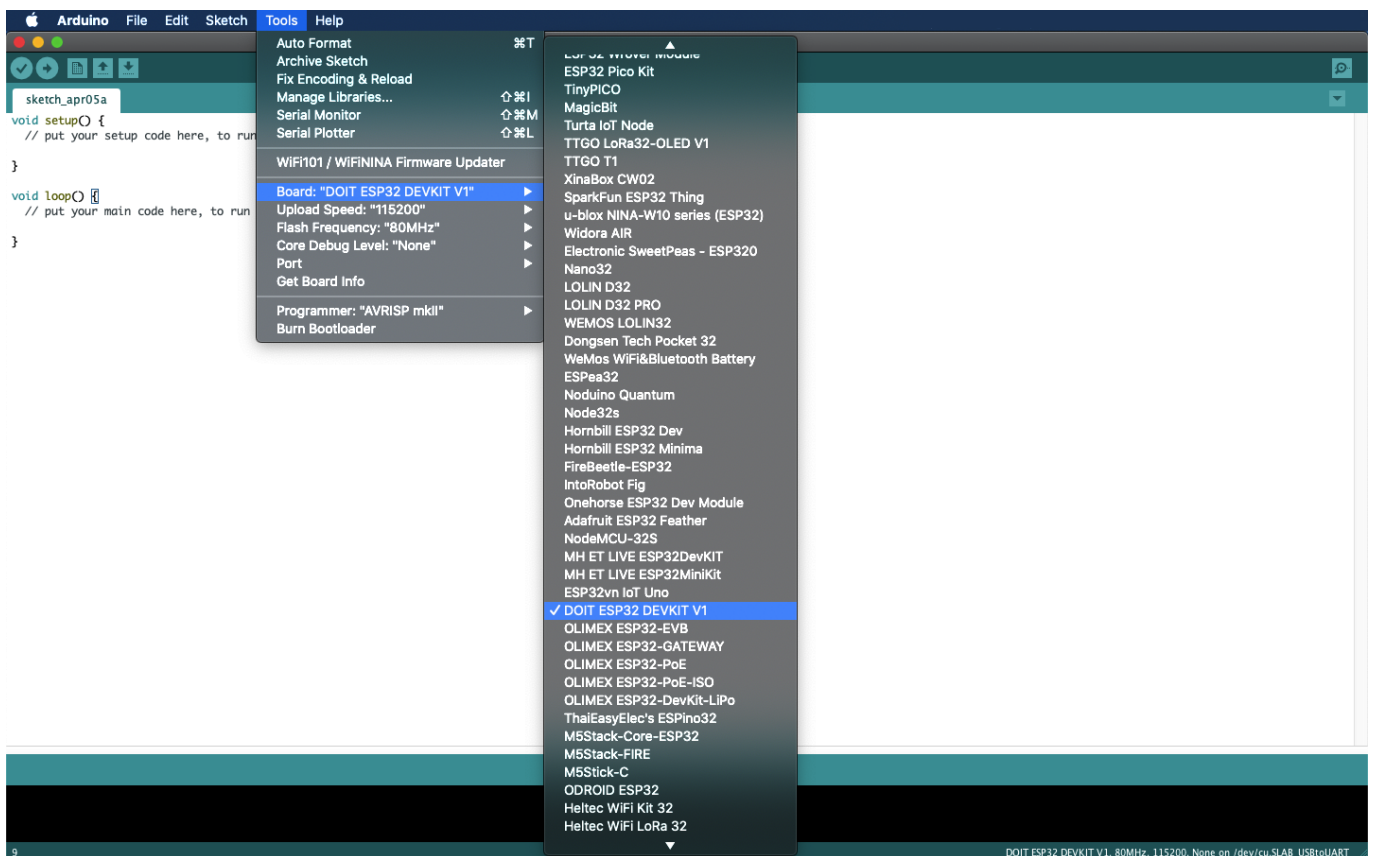 Arduino File Edit Sketch Tools Help
sketch_apr05a
void setup() {
// put your setup code here, to run
}
void loop() {
// put your main code here, to run
}
Auto Format ⌘T
Archive Sketch
Fix Encoding & Reload
Manage Libraries... ⇧⌘I
Serial Monitor ⇧⌘M
Serial Plotter ⇧⌘L
WiFi101 / WiFiNINA Firmware Updater
Board: "DOIT ESP32 DEVKIT V1"
Upload Speed: "115200"
Flash Frequency: "80MHz"
Core Debug Level: "None"
Port
Get Board Info
Programmer: "AVRISP mkII"
Burn Bootloader
ESP32 Wrover Module
ESP32 Pico Kit
TinyPICO
MagicBit
Turta IoT Node
TTGO LoRa32-OLED V1
TTGO T1
XinaBox CW02
SparkFun ESP32 Thing
u-blox NINA-W10 series (ESP32)
Widora AIR
Electronic SweetPeas - ESP320
Nano32
LOLIN D32
LOLIN D32 PRO
WEMOS LOLIN32
Dongsen Tech Pocket 32
WeMos WiFi&Bluetooth Battery
ESPea32
Noduino Quantum
Node32s
Hornbill ESP32 Dev
Hornbill ESP32 Minima
FireBeetle-ESP32
IntoRobot Fig
Onehorse ESP32 Dev Module
Adafruit ESP32 Feather
NodeMCU-32S
MH ET LIVE ESP32DevKIT
MH ET LIVE ESP32MiniKit
ESP32vn IoT Uno
✓ DOIT ESP32 DEVKIT V1
OLIMEX ESP32-EVB
OLIMEX ESP32-GATEWAY
OLIMEX ESP32-PoE
OLIMEX ESP32-PoE-ISO
OLIMEX ESP32-DevKit-LiPo
ThaiEasyElec's ESPino32
M5Stack-Core-ESP32
M5Stack-FIRE
M5Stick-C
ODROID ESP32
Heltec WiFi Kit 32
Heltec WiFi LoRa 32
9
DOIT ESP32 DEVKIT V1, 80MHz, 115200, None on /dev/cu.SLAB_USBtoUART